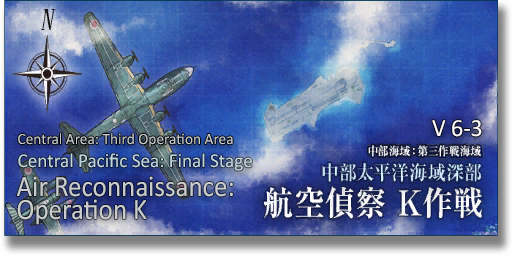 N
Central Area: Third Operation Area
Central Pacific Sea: Final Stage
Air Reconnaissance:
Operation K
V 6-3
中部海域：第三作戦海域
中部太平洋海域深部
航空偵察 K作戦